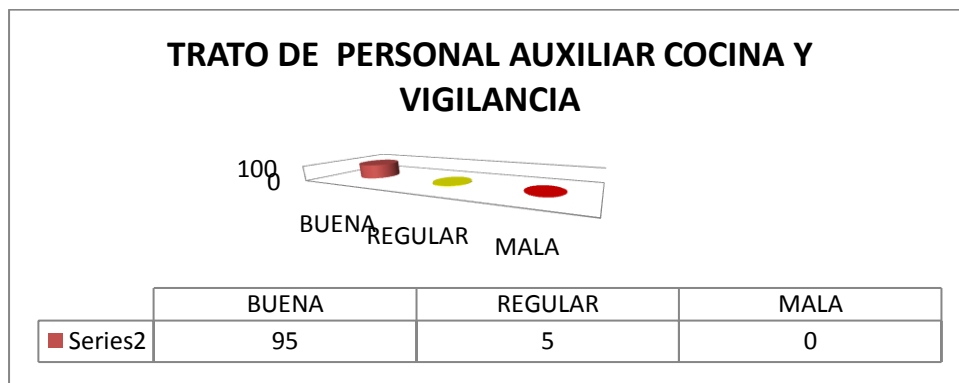 TRATO DE PERSONAL AUXILIAR COCINA Y
VIGILANCIA
100
0
BUENA
REGULAR
MALA
BUENA REGULAR MALA
Series2 95 5 0